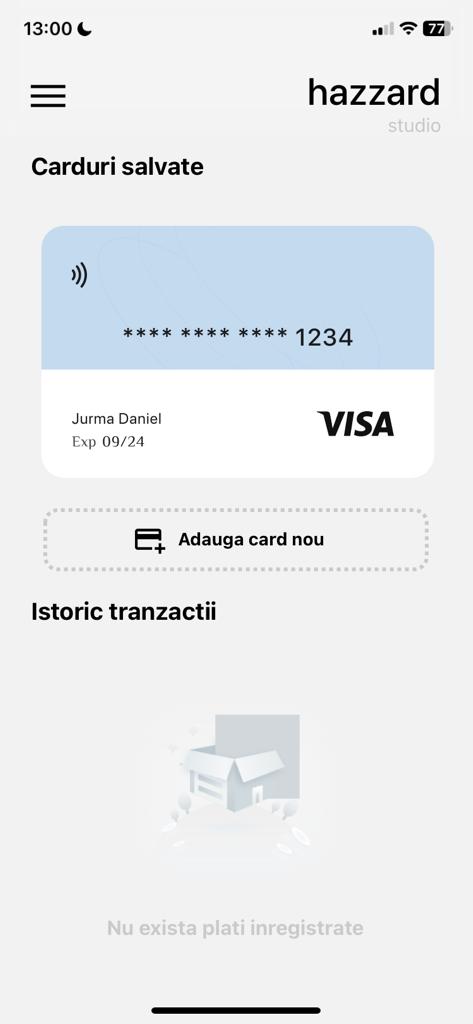 13:00
77
hazzard
studio
Carduri salvate
**** **** **** 1234
Jurma Daniel
Exp 09/24
VISA
Adauga card nou
Istoric tranzactii
Nu exista plati inregistrate